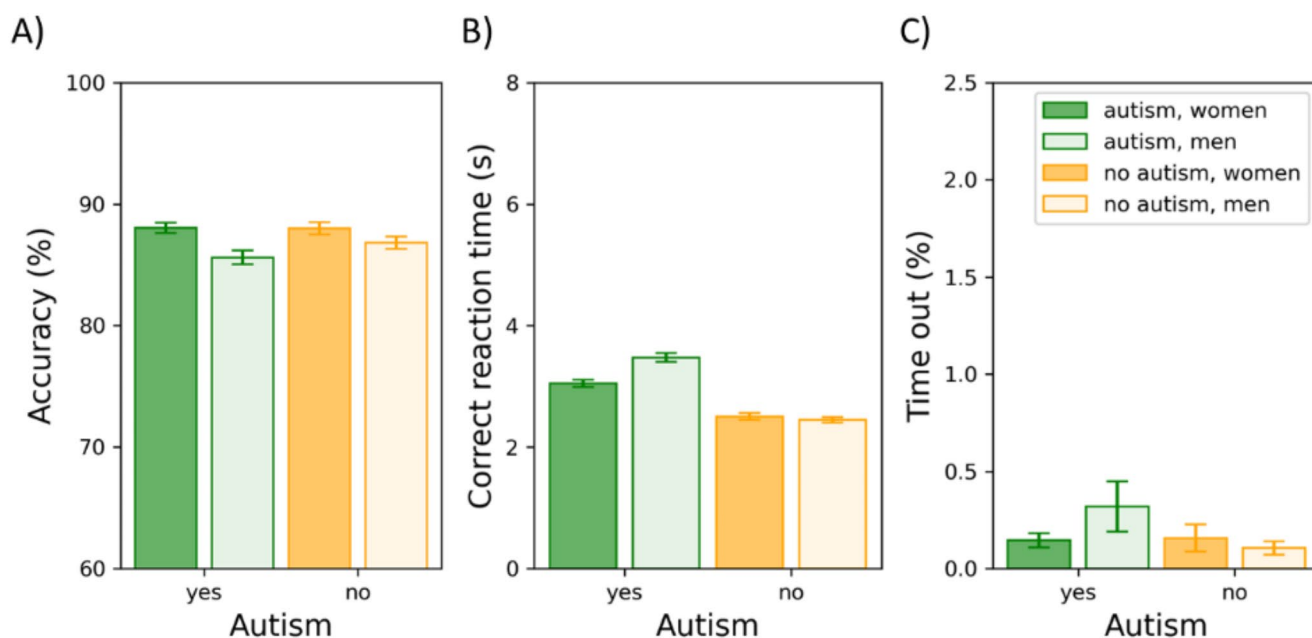 A)
Accuracy (%)
100
90
80
70
60
yes
no
Autism
B)
Correct reaction time (s)
8
6
4
2
0
yes
no
Autism
C)
Time out (%)
2.5
2.0
1.5
1.0
0.5
0.0
autism, women
autism, men
no autism, women
no autism, men
yes
no
Autism